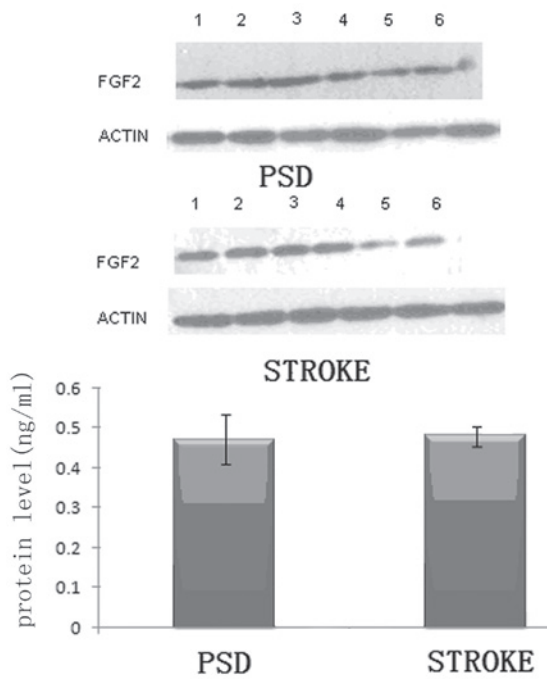 1 2 3 4 5 6
FGF2
ACTIN
PSD
1 2 3 4 5 6
FGF2
ACTIN
STROKE
protein level(ng/ml)
0.6
0.5
0.4
0.3
0.2
0.1
0
PSD STROKE